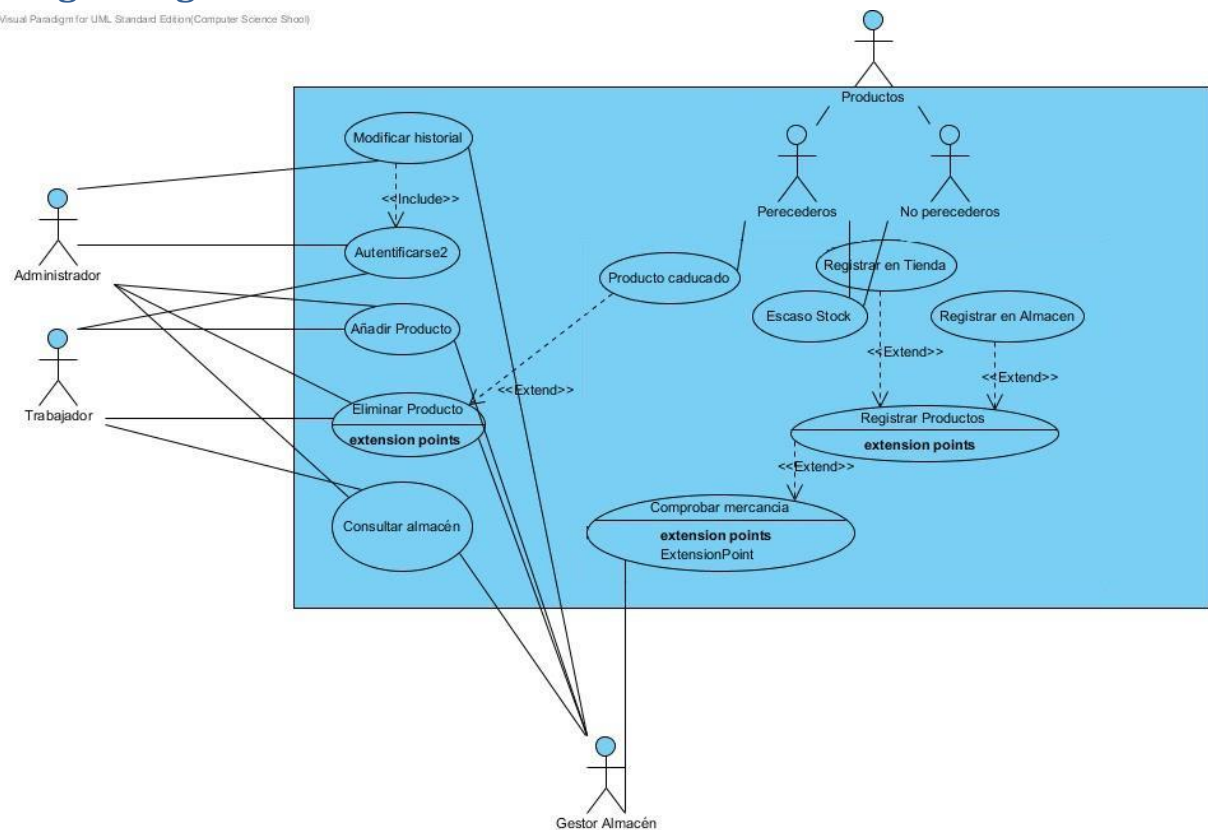 Visual Paradigm for UML Standard Edition(Computer Science Shool)
Productos
Modificar historial
<<Include>>
Perecederos
No perecederos
Administrador
Autentificarse2
Producto caducado
Registrar en Tienda
Escaso Stock
Registrar en Almacen
Añadir Producto
<<Extend>>
<<Extend>>
<<Extend>>
Trabajador
Eliminar Producto
extension points
Registrar Productos
extension points
<<Extend>>
Consultar almacén
Comprobar mercancia
extension points
ExtensionPoint
Gestor Almacén